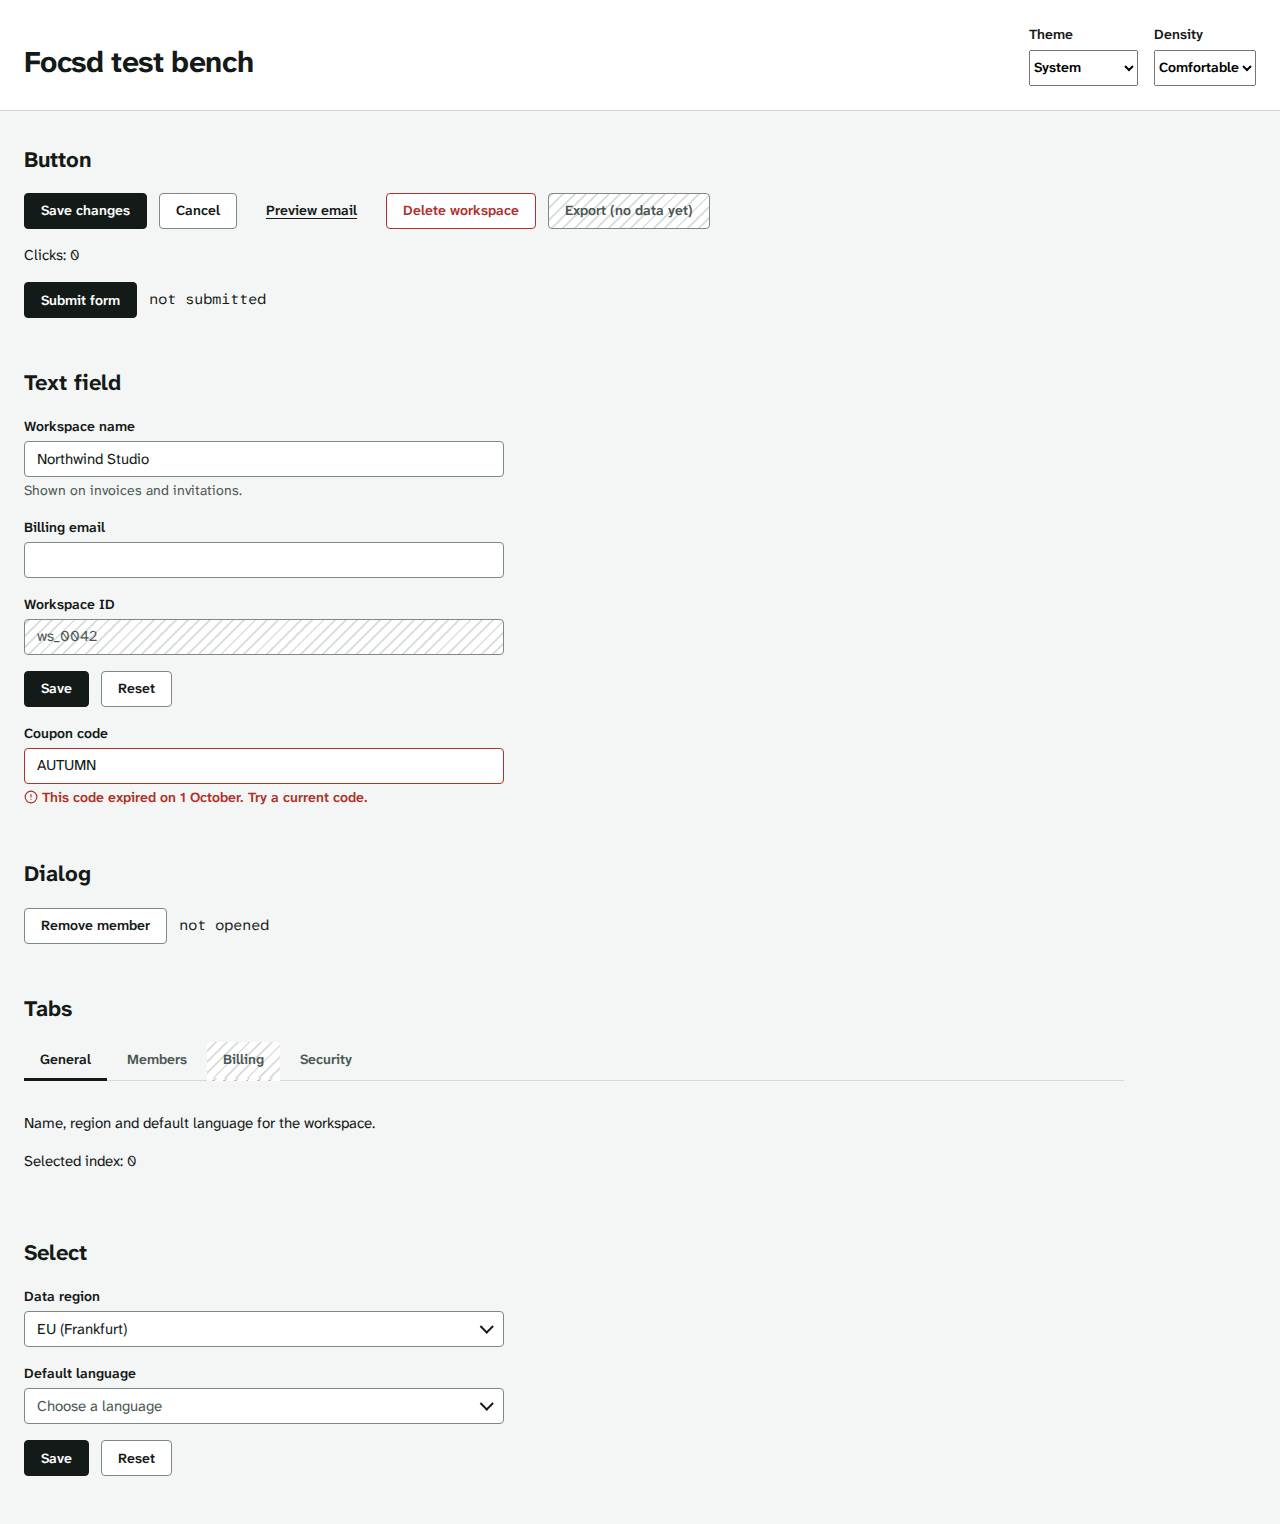 Focsd test bench
Theme
Density
System
Comfortable
Button
Save changes
Cancel
Preview email
Delete workspace
Export (no data yet)
Clicks: 0
Submit form
not submitted
Text field
Workspace name
Northwind Studio
Shown on invoices and invitations.
Billing email
Workspace ID
ws_0042
Save
Reset
Coupon code
AUTUMN
This code expired on 1 October. Try a current code.
Dialog
Remove member
not opened
Tabs
General
Members
Billing
Security
Name, region and default language for the workspace.
Selected index: 0
Select
Data region
EU (Frankfurt)
Default language
Choose a language
Save
Reset